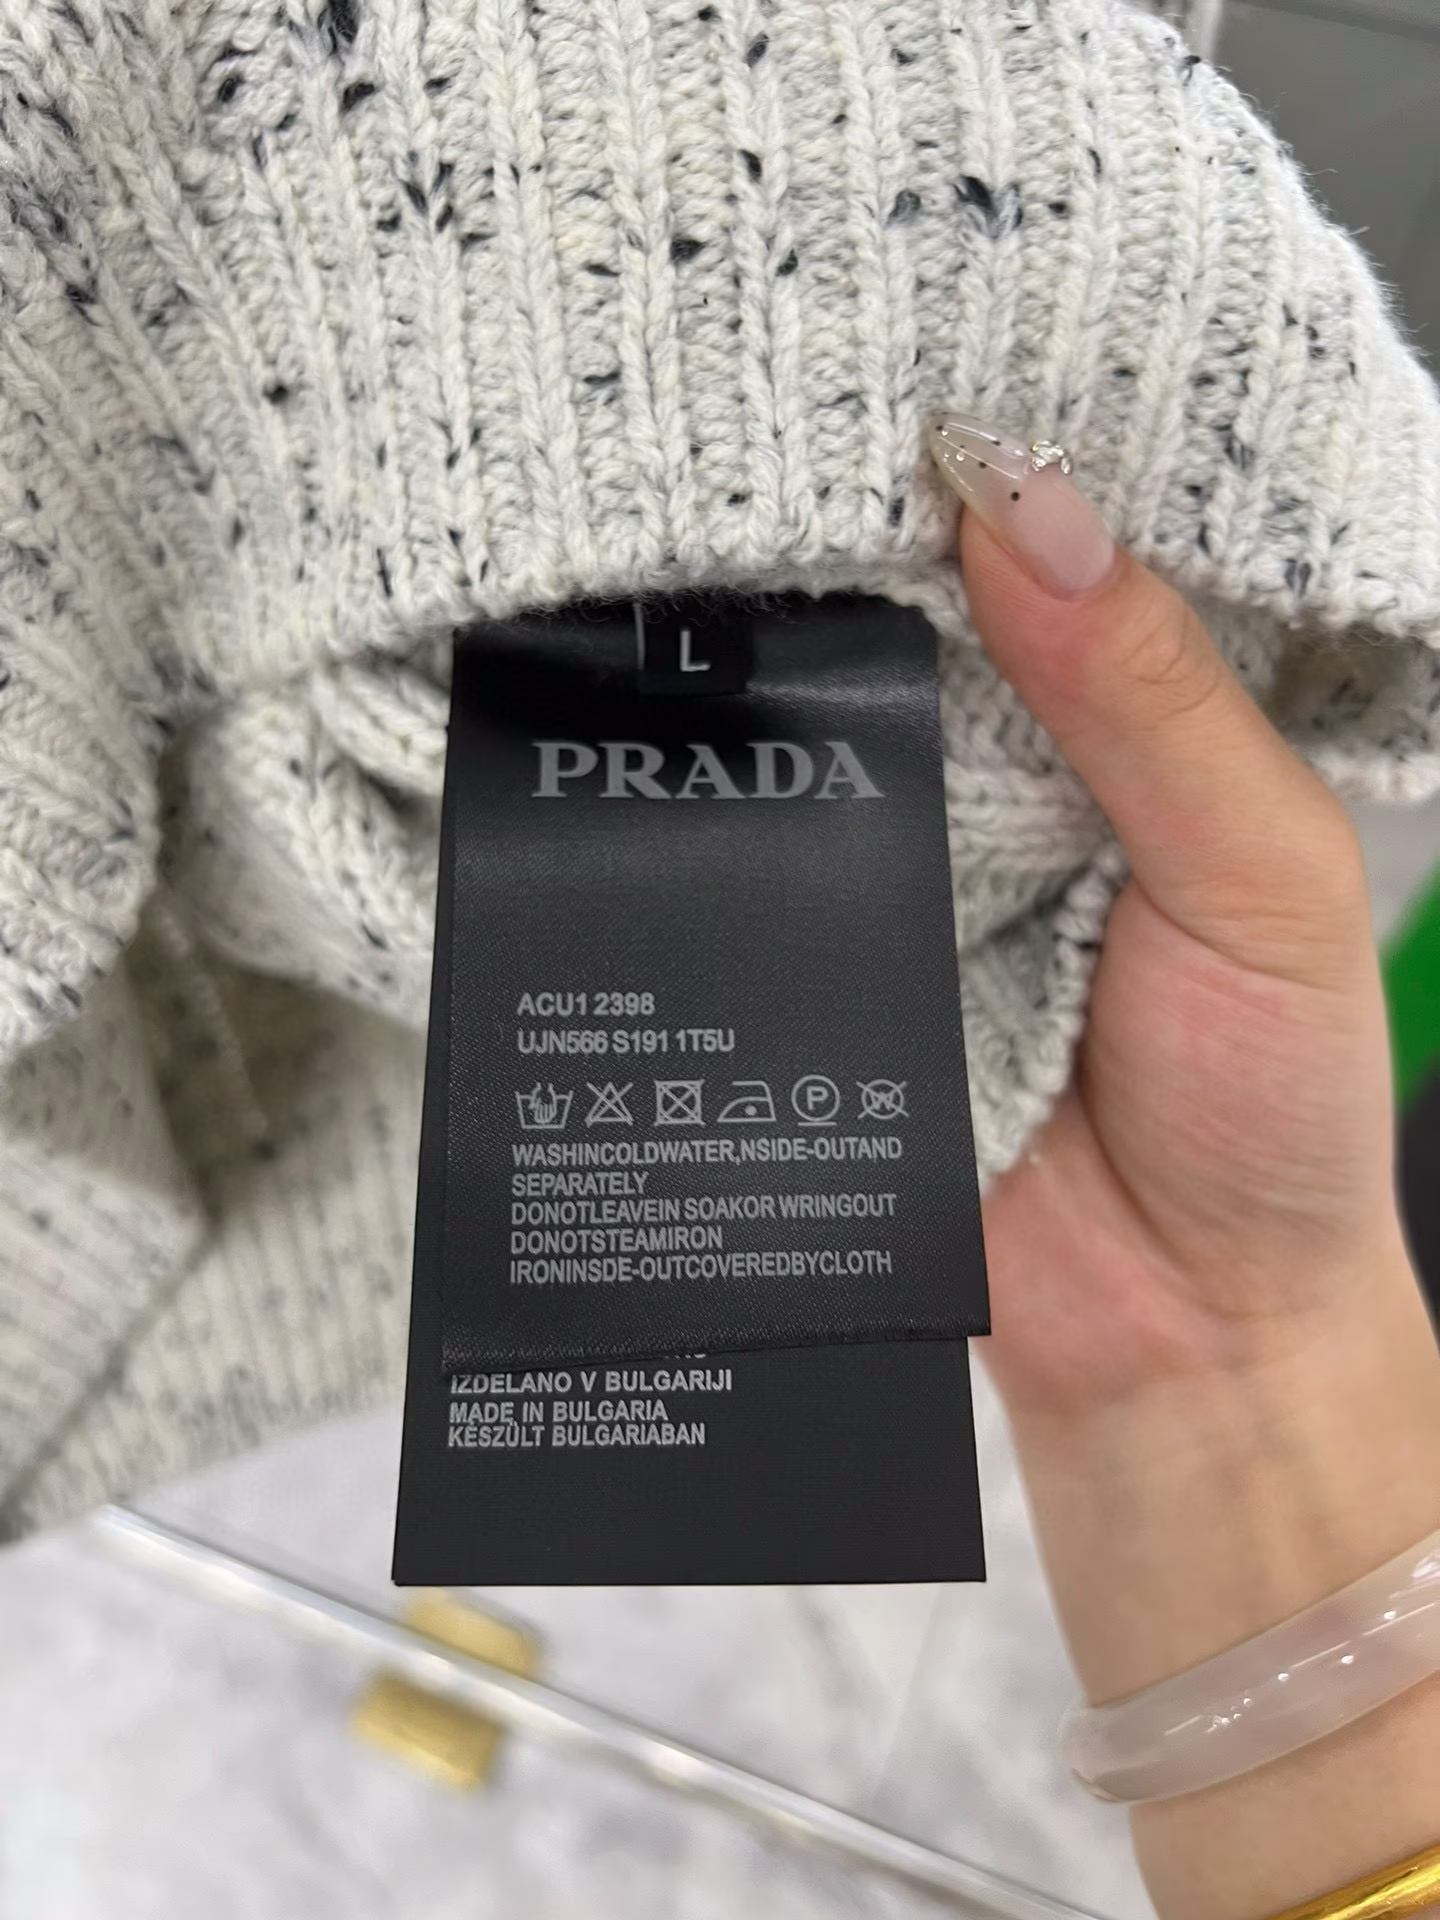 L
PRADA
ACU1 2398
UJN566 S191 1T5U
P
W
WASHINCOLDWATER,NSIDE-OUTAND
SEPARATELY
DONOTLEAVEIN SOAKOR WRINGOUT
DONOTSTEAMIRON
IRONINSDE-OUTCOVEREDBYCLOTH
IZDELANO V BULGARIJI
MADE IN BULGARIA
KÉSZÜLT BULGARIABAN